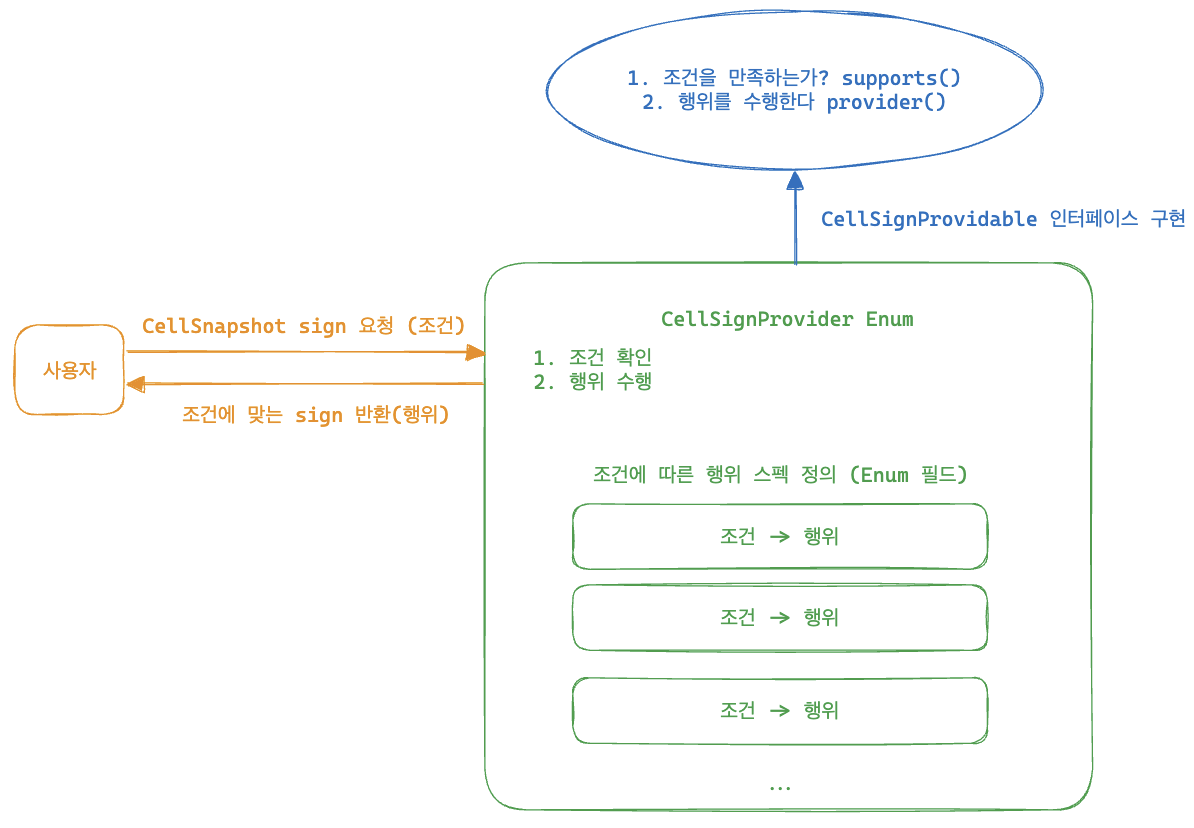 1. 조건을 만족하는가? supports()
2. 행위를 수행한다 provider()
CellSignProvidable 인터페이스 구현
CellSnapshot sign 요청 (조건)
사용자
조건에 맞는 sign 반환(행위)
CellSignProvider Enum
1. 조건 확인
2. 행위 수행
조건에 따른 행위 스펙 정의 (Enum 필드)
조건 → 행위
조건 → 행위
조건 → 행위
...